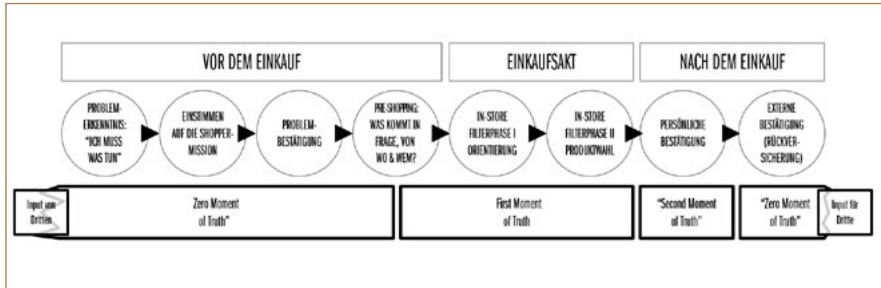 VOR DEM EINKAUF
EINKAUFSAKT
NACH DEM EINKAUF
PROBLEM-
ERKENNTNIS:
"ICH MUSS
WAS TUN"
EINSTIMMEN
AUF DIE SHOPPER-
MISSION
PROBLEM-
BESTÄTIGUNG
PRE-SHOPPING:
WAS KOMMT IN
FRAGE, VON
WO & WEM?
IN-STORE
FILTERPHASE I
ORIENTIERUNG
IN-STORE
FILTERPHASE II
PRODUKTWAHL
PERSÖNLICHE
BESTÄTIGUNG
EXTERNE
BESTÄTIGUNG
(RÜCKVER-
SICHERUNG)
Input von
Dritten
Zero Moment
of Truth"
First Moment
of Truth
"Second Moment
of Truth"
"Zero Moment
of Truth"
Input für
Dritte